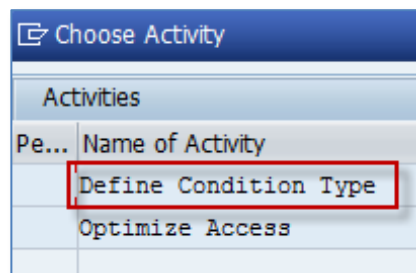 Choose Activity
Activities
Pe... Name of Activity
Define Condition Type
Optimize Access